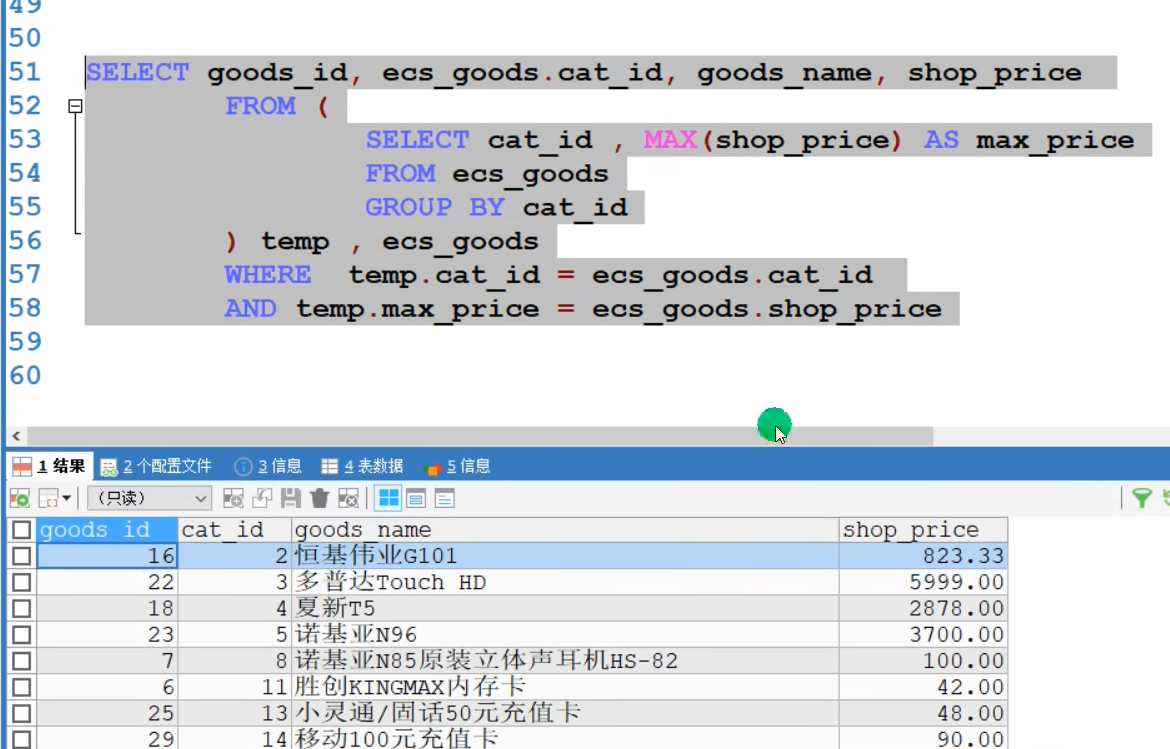 49
50
51 SELECT goods_id, ecs_goods.cat_id, goods_name, shop_price
52 FROM (
53 SELECT cat_id , MAX(shop_price) AS max_price
54 FROM ecs_goods
55 GROUP BY cat_id
56 ) temp , ecs_goods
57 WHERE temp.cat_id = ecs_goods.cat_id
58 AND temp.max_price = ecs_goods.shop_price
59
60
1 结果 2 个配置文件 3 信息 4 表数据 5 信息
(只读)
goods_id cat_id goods_name shop_price
16 2 恒基伟业G101 823.33
22 3 多普达Touch HD 5999.00
18 4 夏新T5 2878.00
23 5 诺基亚N96 3700.00
7 8 诺基亚N85原装立体声耳机HS-82 100.00
6 11 胜创KINGMAX内存卡 42.00
25 13 小灵通/固话50元充值卡 48.00
29 14 移动100元充值卡 90.00